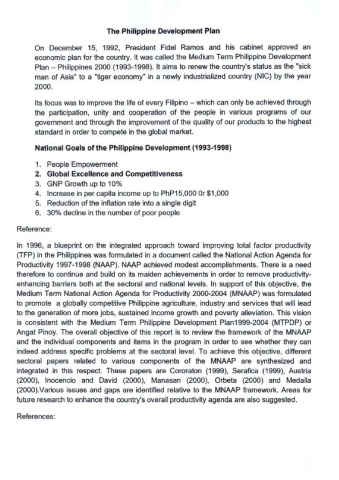 The Philippine Development Plan
On December 15, 1992, President Fidel Ramos and his cabinet approved an
economic plan for the country. It was called the Medium Term Philippine Development
Plan – Philippines 2000 (1993-1998). It aims to renew the country's status as the "sick
man of Asia" to a "tiger economy" in a newly industrialized country (NIC) by the year
2000.
Its focus was to improve the life of every Filipino – which can only be achieved through
the participation, unity and cooperation of the people in various programs of our
government and through the improvement of the quality of our products to the highest
standard in order to compete in the global market.
National Goals of the Philippine Development (1993-1998)
1. People Empowerment
2. Global Excellence and Competitiveness
3. GNP Growth up to 10%
4. Increase in per capita income up to PhP15,000 0r $1,000
5. Reduction of the inflation rate into a single digit
6. 30% decline in the number of poor people
Reference:
In 1996, a blueprint on the integrated approach toward improving total factor productivity
(TFP) in the Philippines was formulated in a document called the National Action Agenda for
Productivity 1997-1998 (NAAP). NAAP achieved modest accomplishments. There is a need
therefore to continue and build on its maiden achievements in order to remove productivity-
enhancing barriers both at the sectoral and national levels. In support of this objective, the
Medium Term National Action Agenda for Productivity 2000-2004 (MNAAP) was formulated
to promote a globally competitive Philippine agriculture, industry and services that will lead
to the generation of more jobs, sustained income growth and poverty alleviation. This vision
is consistent with the Medium Term Philippine Development Plan1999-2004 (MTPDP) or
Angat Pinoy. The overall objective of this report is to review the framework of the MNAAP
and the individual components and items in the program in order to see whether they can
indeed address specific problems at the sectoral level. To achieve this objective, different
sectoral papers related to various components of the MNAAP are synthesized and
integrated in this respect. These papers are Cororaton (1999), Serafica (1999), Austria
(2000), Inocencio and David (2000), Manasan (2000), Orbeta (2000) and Medalla
(2000).Various issues and gaps are identified relative to the MNAAP framework. Areas for
future research to enhance the country's overall productivity agenda are also suggested.
References: